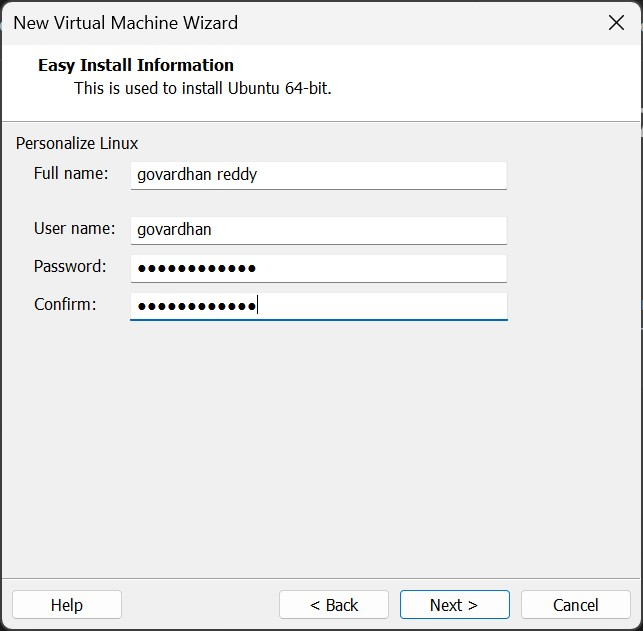 New Virtual Machine Wizard
Easy Install Information
This is used to install Ubuntu 64-bit.
Personalize Linux
Full name: govardhan reddy
User name: govardhan
Password: ●●●●●●●●●●●●
Confirm: ●●●●●●●●●●●●
Help < Back Next > Cancel